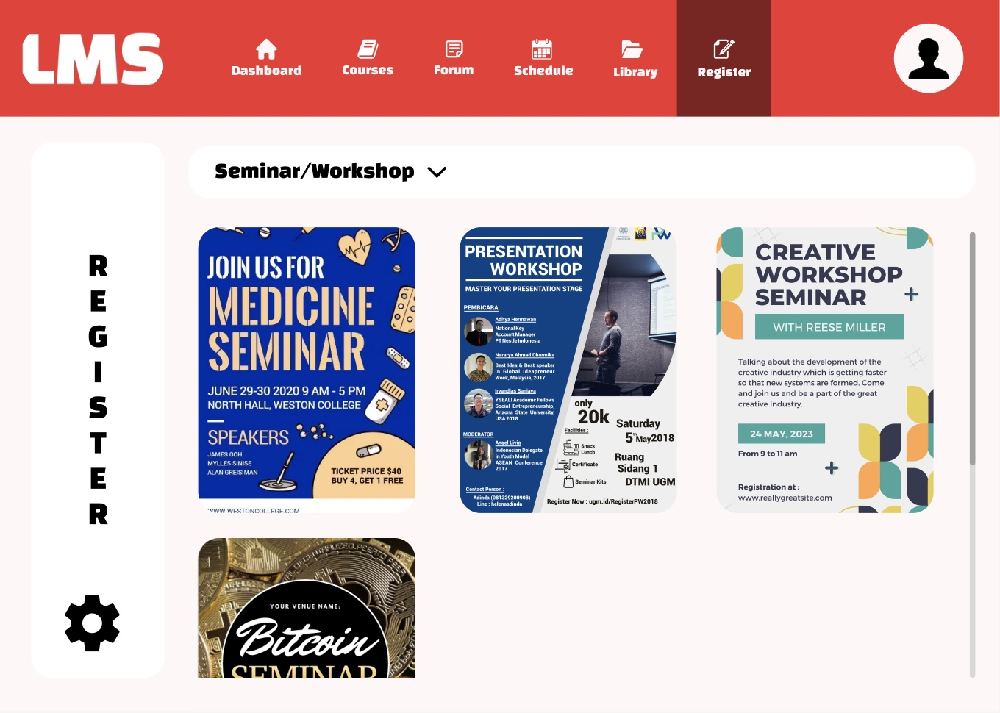 LMS
Dashboard
Courses
Forum
Schedule
Library
Register
Seminar/Workshop
R
E
G
I
S
T
E
R
JOIN US FOR
MEDICINE
SEMINAR
JUNE 29-30 2020 9 AM - 5 PM
NORTH HALL, WESTON COLLEGE
SPEAKERS
JAMES GOH
MYLLES SINISE
ALAN GREISIMAN
TICKET PRICE $40
BUY 4, GET 1 FREE
WWW.WESTONCOLLEGE.COM
PRESENTATION
WORKSHOP
MASTER YOUR PRESENTATION STAGE
PEMBICARA
Aditya Hermawan
National Key
Account Manager
PT Nestle Indonesia
Nararya Ahmad Dharmika
Best Idea & Best speaker
in Global Ideapreneur
Week, Malaysia, 2017
Irvandias Sanjaya
YSEALI Academic Fellows
Social Entrepreneurship,
Arizona State University,
USA 2018
MODERATOR
Angel Livia
Indonesian Delegate
in Youth Model
ASEAN Conference
2017
Contact Person :
Adinda (081329200908)
Line : helenaadinda
only
20k
Facilities :
Snack
Lunch
Certificate
Seminar Kits
Saturday
5th May 2018
Ruang
Sidang 1
DTMI UGM
Register Now : ugm.id/RegisterPW2018
CREATIVE
WORKSHOP
SEMINAR
WITH REESE MILLER
Talking about the development of the
creative industry which is getting faster
so that new systems are formed. Come
and join us and be a part of the great
creative industry.
24 MAY, 2023
From 9 to 11 am
Registration at :
www.reallygreatsite.com
YOUR VENUE NAME:
Bitcoin
SEMINAR